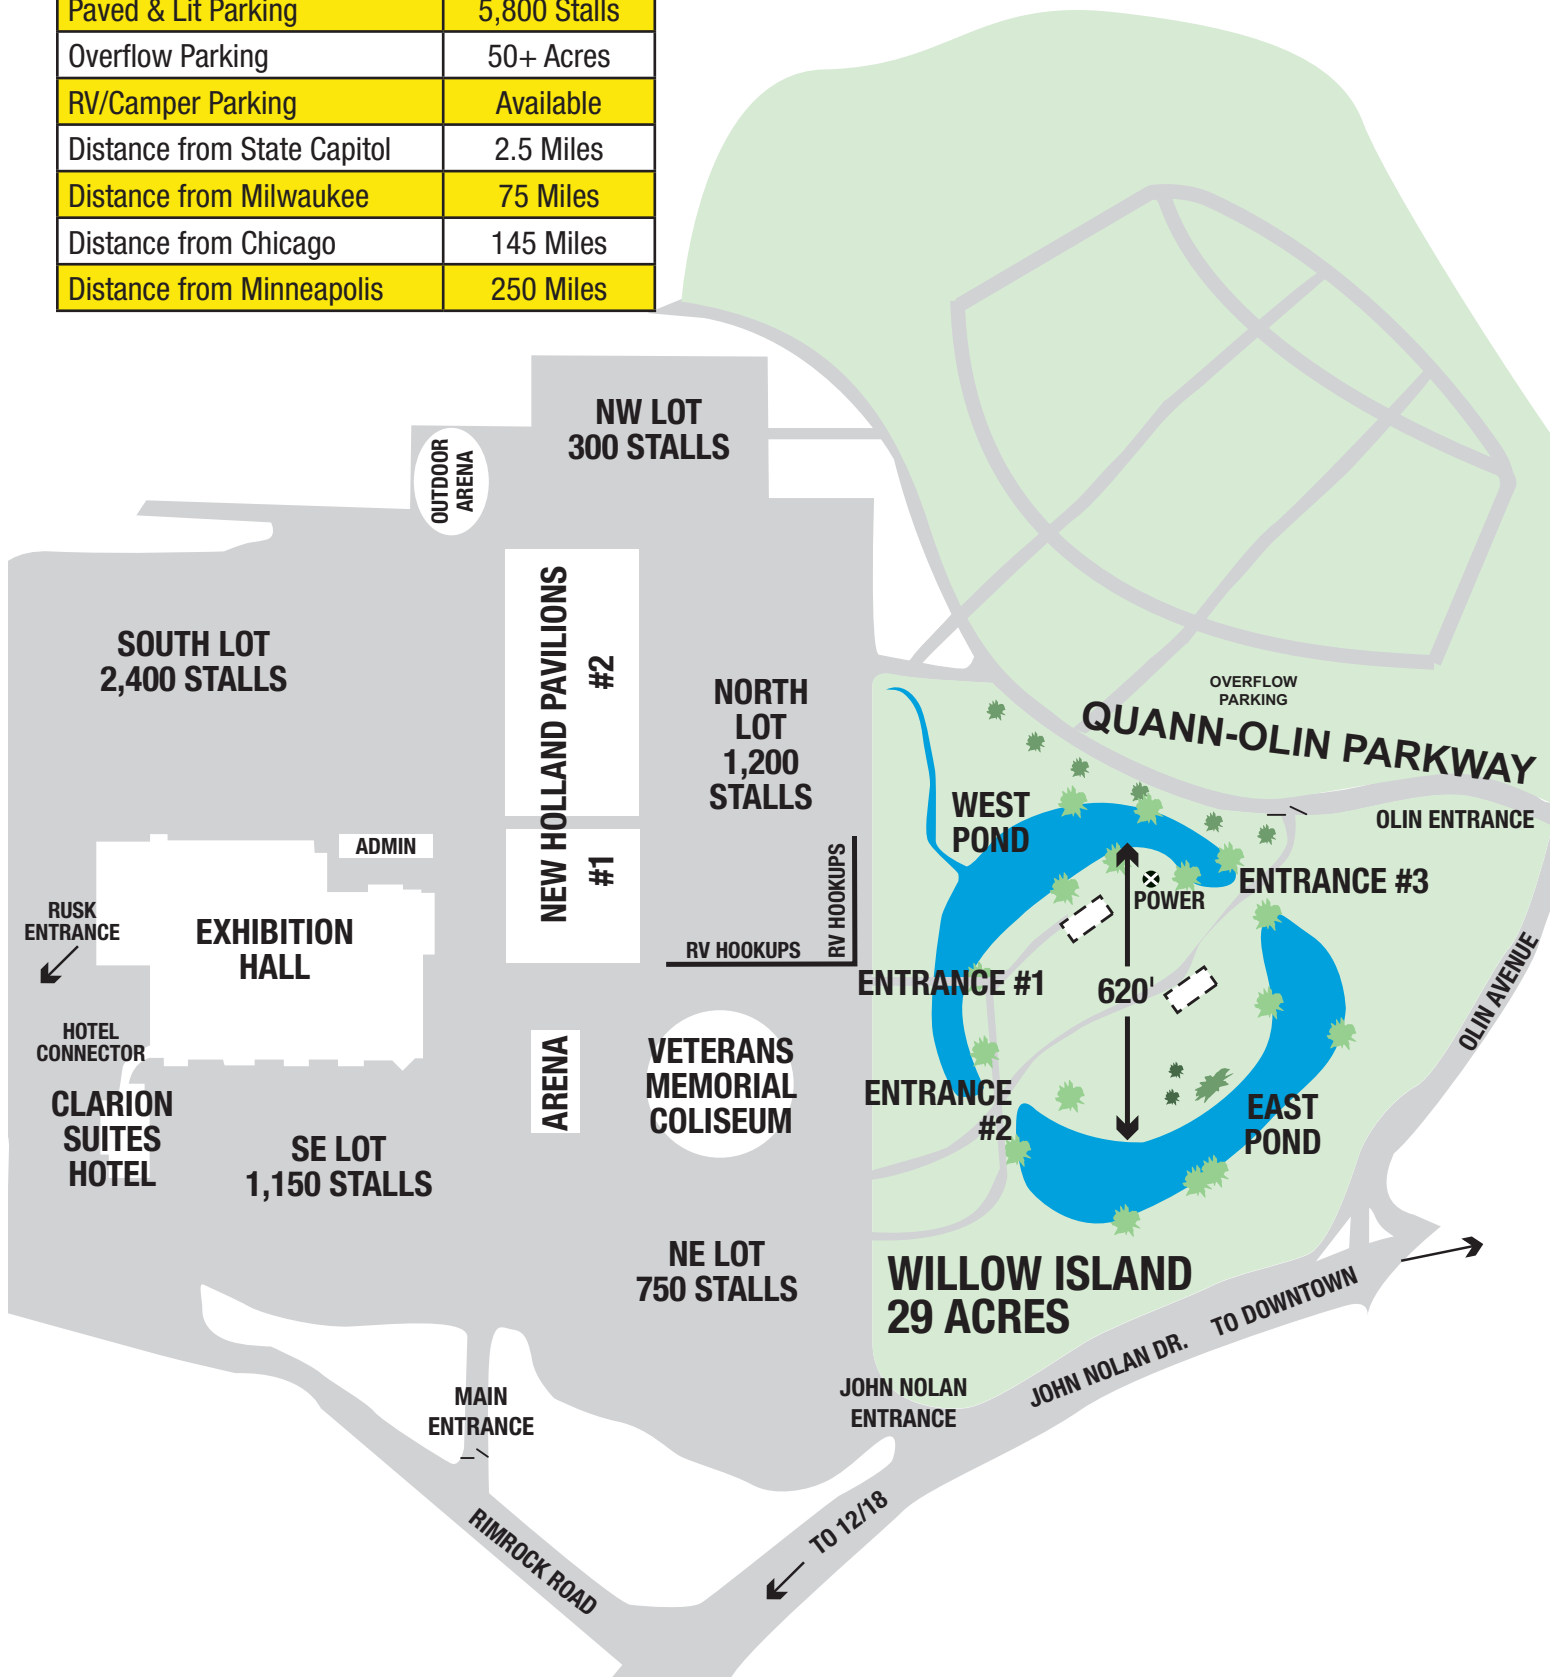 Paved & Lit Parking 5,800 Stalls
Overflow Parking 50+ Acres
RV/Camper Parking Available
Distance from State Capitol 2.5 Miles
Distance from Milwaukee 75 Miles
Distance from Chicago 145 Miles
Distance from Minneapolis 250 Miles
NW LOT
300 STALLS
OUTDOOR
ARENA
SOUTH LOT
2,400 STALLS
NEW HOLLAND PAVILIONS
#2
#1
NORTH
LOT
1,200
STALLS
OVERFLOW
PARKING
QUANN-OLIN PARKWAY
OLIN ENTRANCE
WEST
POND
ENTRANCE #3
POWER
ADMIN
RUSK
ENTRANCE
EXHIBITION
HALL
RV HOOKUPS
RV HOOKUPS
ENTRANCE #1
620'
OLIN AVENUE
HOTEL
CONNECTOR
CLARION
SUITES
HOTEL
ARENA
VETERANS
MEMORIAL
COLISEUM
ENTRANCE
#2
EAST
POND
SE LOT
1,150 STALLS
NE LOT
750 STALLS
WILLOW ISLAND
29 ACRES
JOHN NOLAN DR. TO DOWNTOWN
JOHN NOLAN
ENTRANCE
MAIN
ENTRANCE
TO 12/18
RIMROCK ROAD